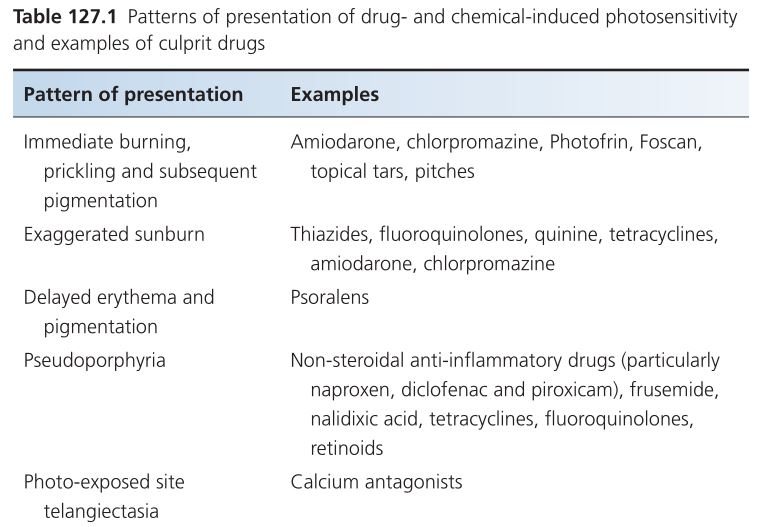 Table 127.1 Patterns of presentation of drug- and chemical-induced photosensitivity
and examples of culprit drugs
Pattern of presentation Examples
Immediate burning, Amiodarone, chlorpromazine, Photofrin, Foscan,
prickling and subsequent topical tars, pitches
pigmentation
Exaggerated sunburn Thiazides, fluoroquinolones, quinine, tetracyclines,
amiodarone, chlorpromazine
Delayed erythema and Psoralens
pigmentation
Pseudoporphyria Non-steroidal anti-inflammatory drugs (particularly
naproxen, diclofenac and piroxicam), frusemide,
nalidixic acid, tetracyclines, fluoroquinolones,
retinoids
Photo-exposed site Calcium antagonists
telangiectasia